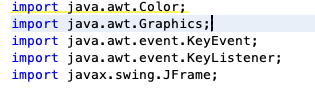 import java.awt.Color;
import java.awt.Graphics;
import java.awt.event.KeyEvent;
import java.awt.event.KeyListener;
import javax.swing.JFrame;